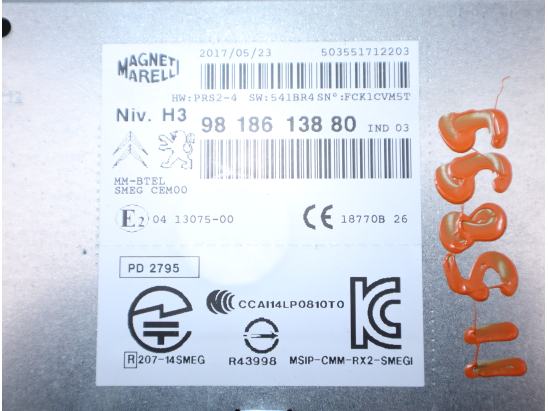 MAGNETI MARELLI
2017/05/23 503551712203
HW:PRS2-4 SW:541BR4 SN°:FCK1CVM5T
Niv. H3 98 186 138 80 IND 03
MM-BTEL
SMEG CEM00
E2 04 13075-00 CE 18770B 26
PD 2795
CCAI14LP0810T0
R 207-14SMEG R43998 MSIP-CMM-RX2-SMEGI